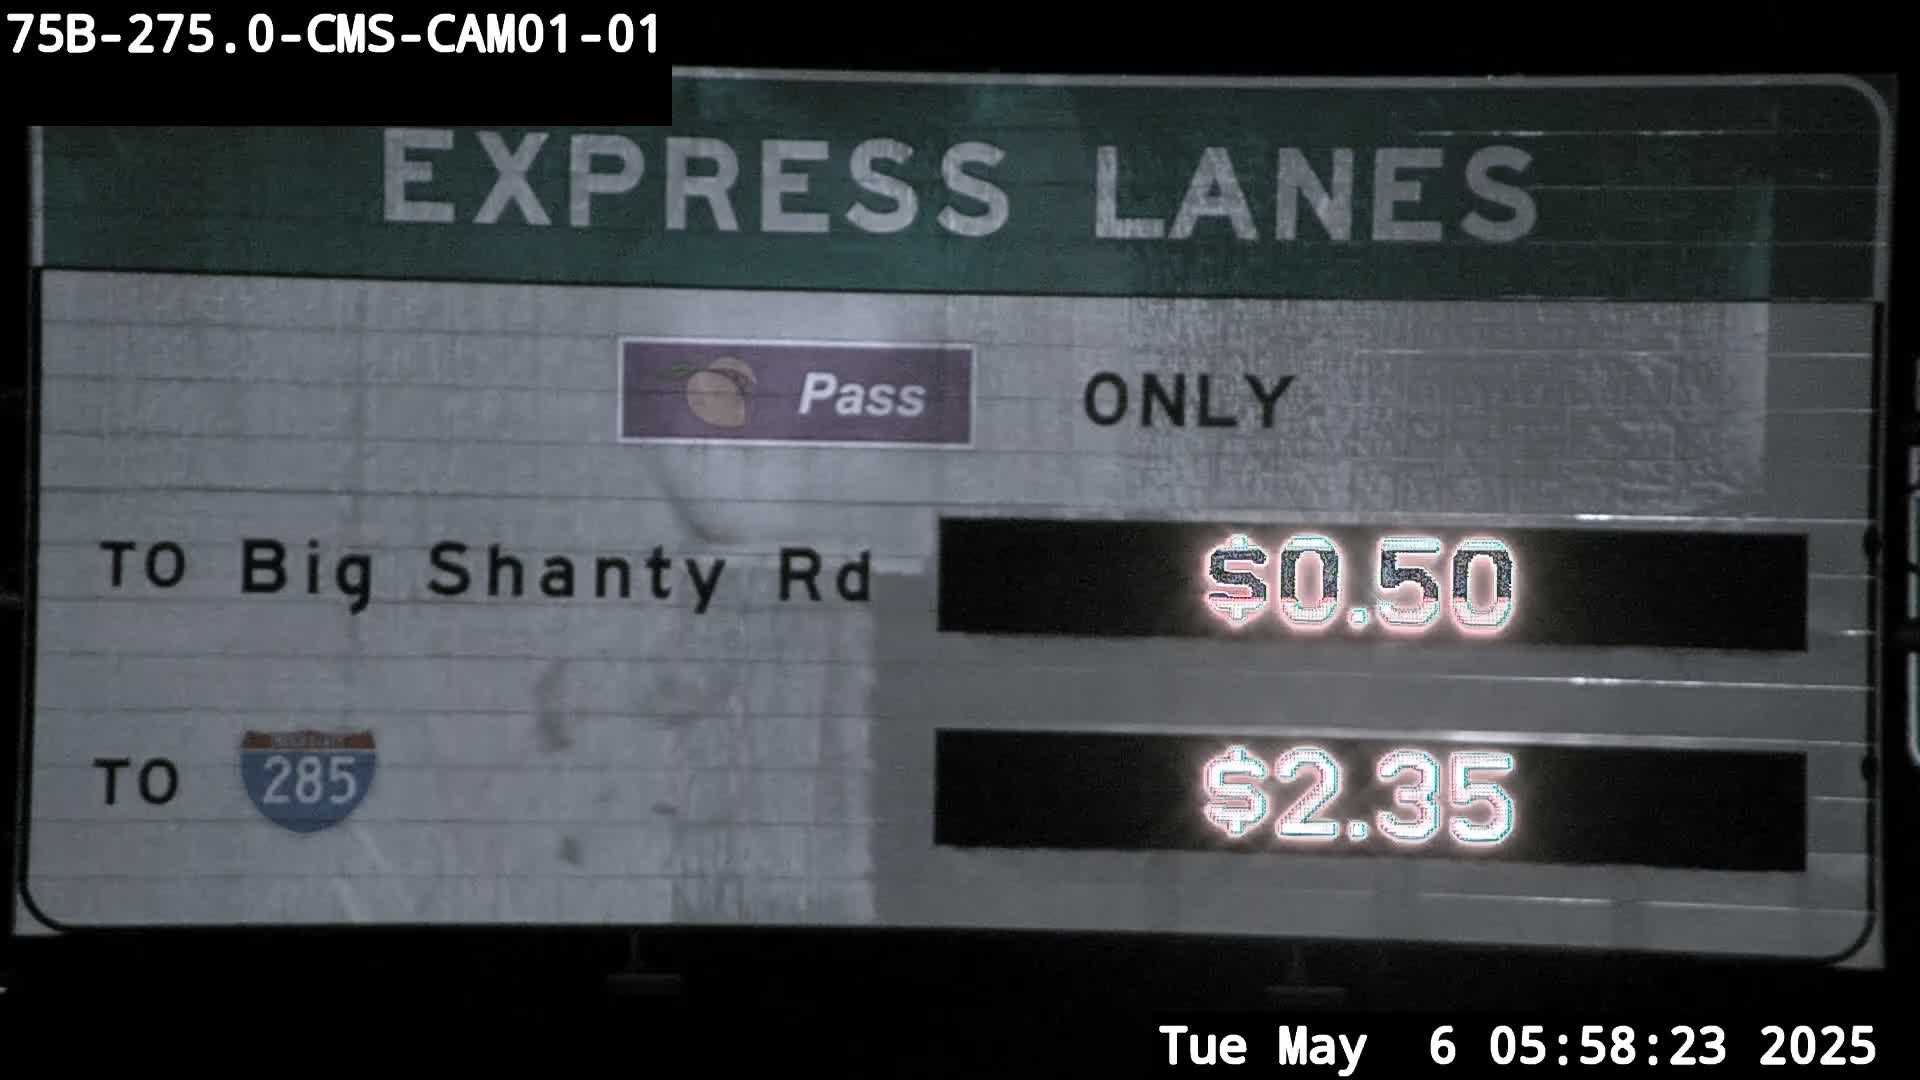 75B-275.0-CMS-CAM01-01
EXPRESS LANES
Pass ONLY
TO Big Shanty Rd $0.50
TO 285 $2.35
Tue May 6 05:58:23 2025